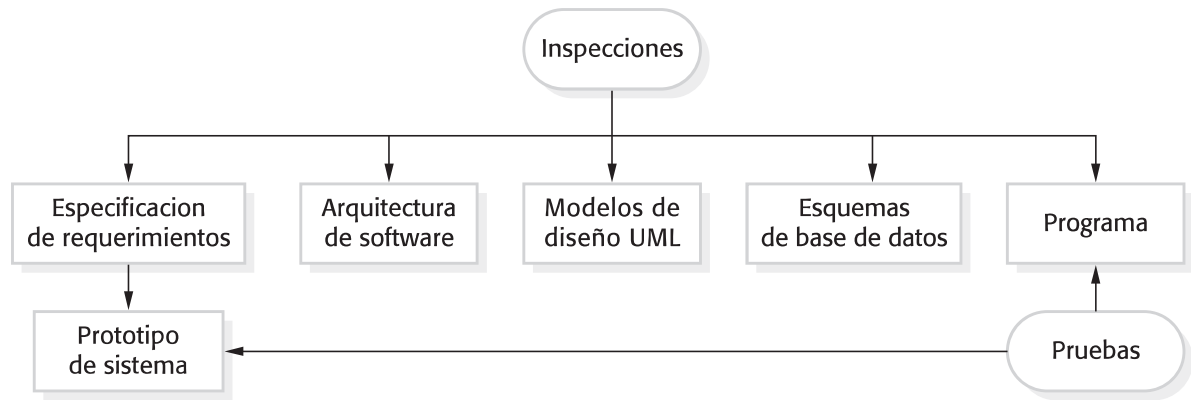 Inspecciones
Especificacion
de requerimientos
Arquitectura
de software
Modelos de
diseño UML
Esquemas
de base de datos
Programa
Prototipo
de sistema
Pruebas